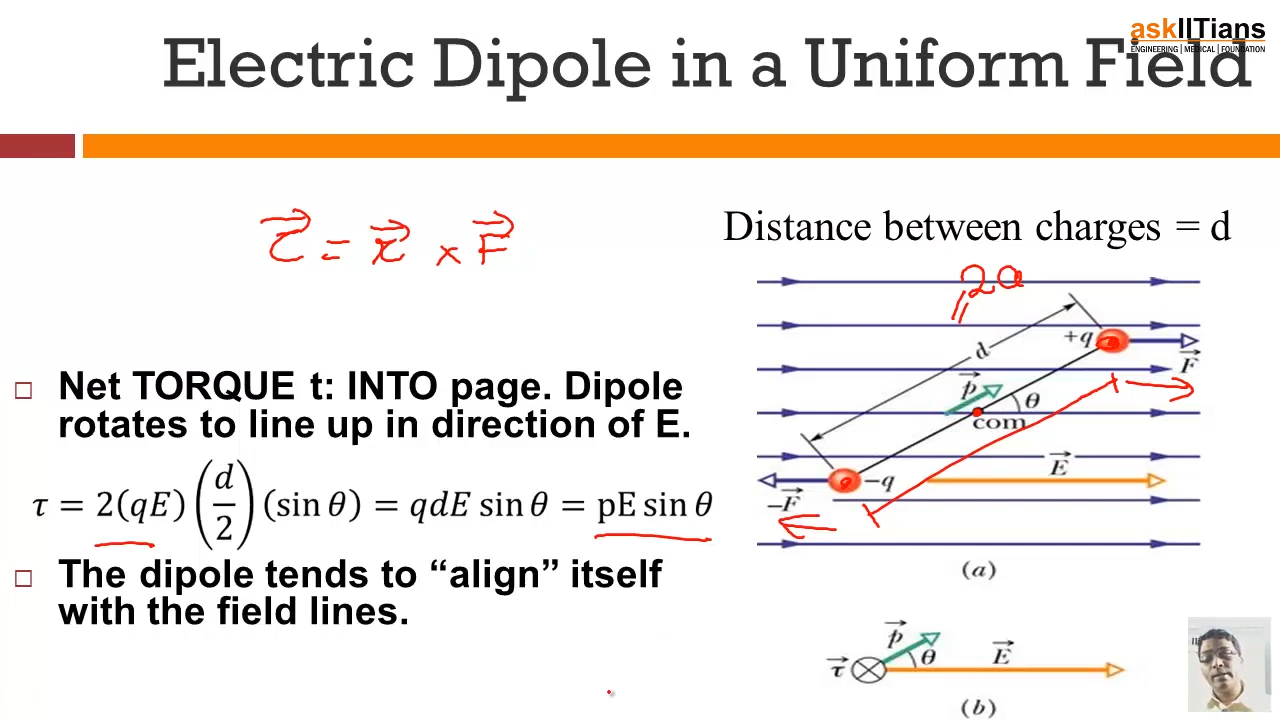 askIITians
ENGINEERING | MEDICAL | FOUNDATION
Electric Dipole in a Uniform Field
τ⃗ = r⃗ × F⃗
Distance between charges = d
= 2a
d
+q
F⃗
p⃗
θ
com
E⃗
-q
-F⃗
(a)
Net TORQUE t: INTO page. Dipole
rotates to line up in direction of E.
τ = 2(qE) (d/2) (sin θ) = qdE sin θ = pE sin θ
The dipole tends to “align” itself
with the field lines.
p⃗
τ⃗ θ E⃗
(b)